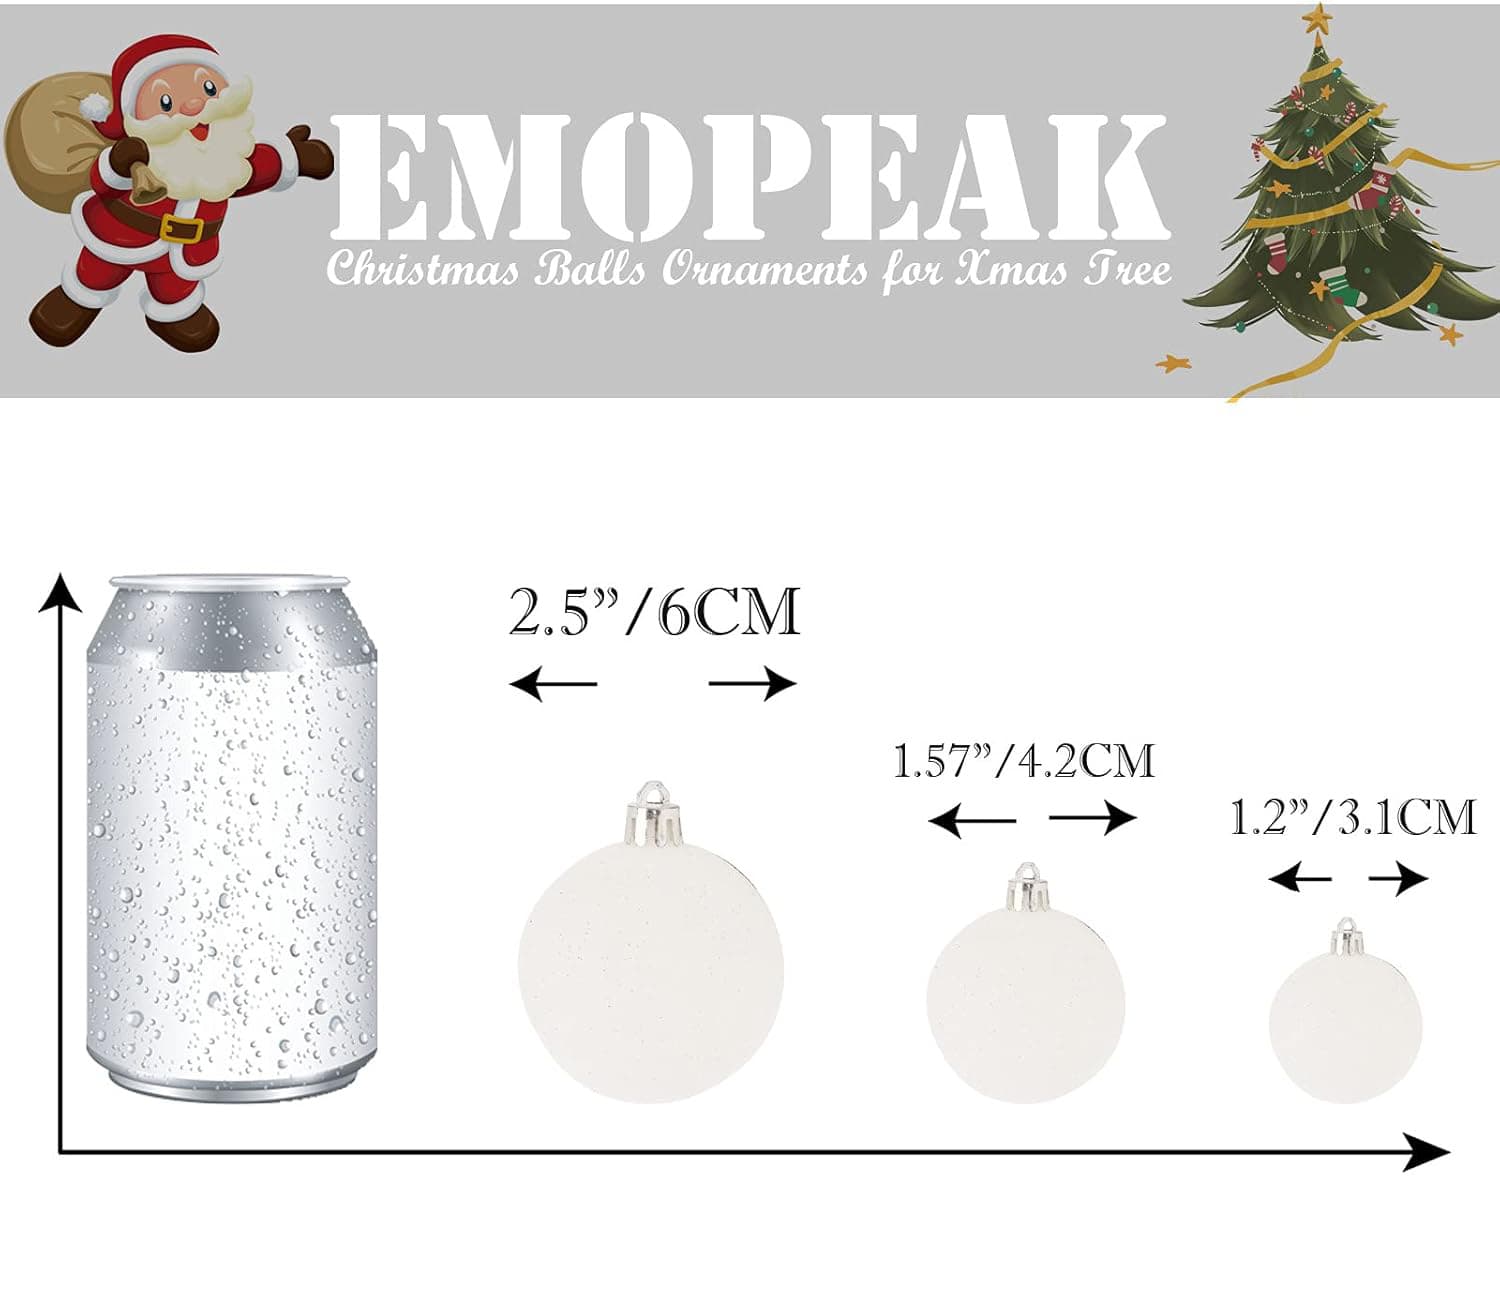 EMOPEAK
Christmas Balls Ornaments for Xmas Tree
2.5”/6CM
1.57”/4.2CM
1.2”/3.1CM